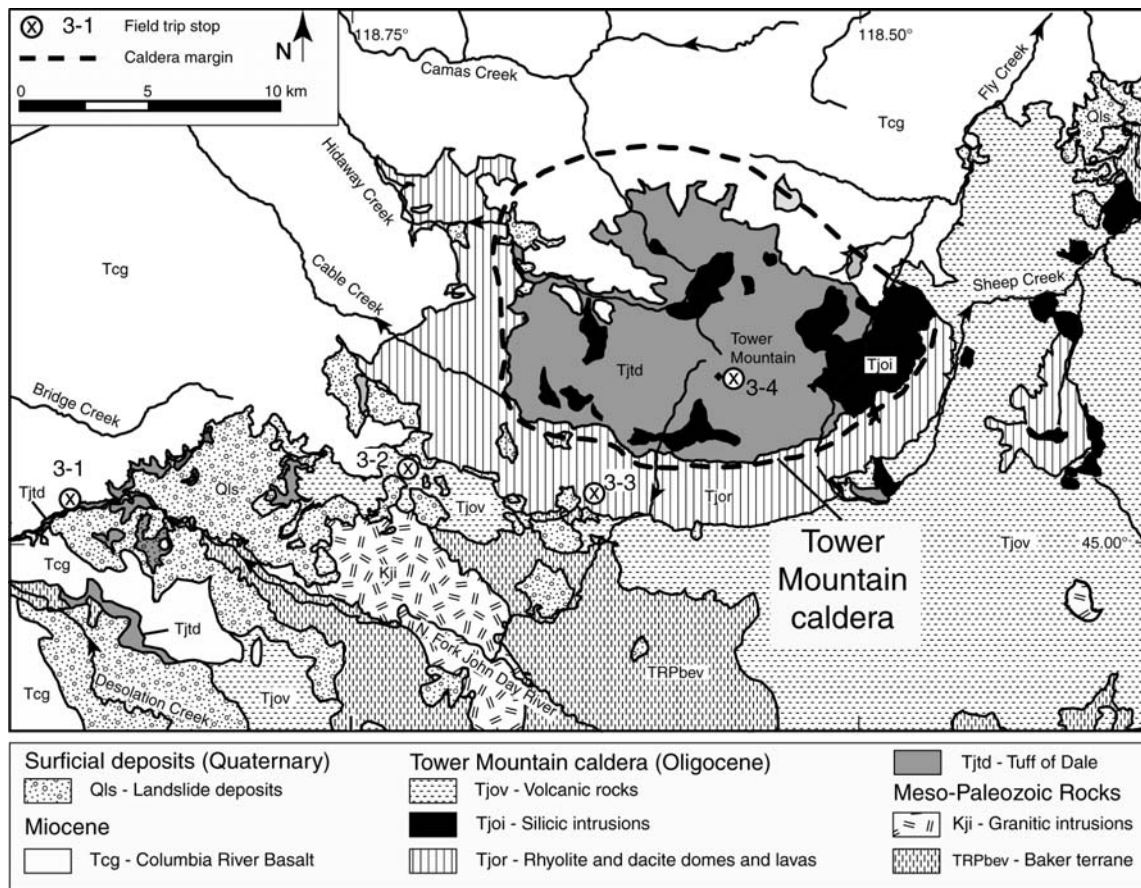 3-1 Field trip stop
N
Caldera margin
0 5 10 km
118.75°
118.50°
Camas Creek
Fly Creek
Qls
Tcg
Hidaway Creek
Tcg
Cable Creek
Sheep Creek
Tower
Mountain
Tjoi
Tjtd
3-4
Bridge Creek
3-1
3-2
Qls
3-3
Tjtd
Tjov
Tjor
Tjov
45.00°
Tower
Mountain
caldera
Tcg
Kji
Tjtd
N. Fork John Day River
TRPbev
Tcg
Desolation Creek
Tjov
Surficial deposits (Quaternary)
Qls - Landslide deposits
Miocene
Tcg - Columbia River Basalt
Tower Mountain caldera (Oligocene)
Tjov - Volcanic rocks
Tjoi - Silicic intrusions
Tjor - Rhyolite and dacite domes and lavas
Tjtd - Tuff of Dale
Meso-Paleozoic Rocks
Kji - Granitic intrusions
TRPbev - Baker terrane